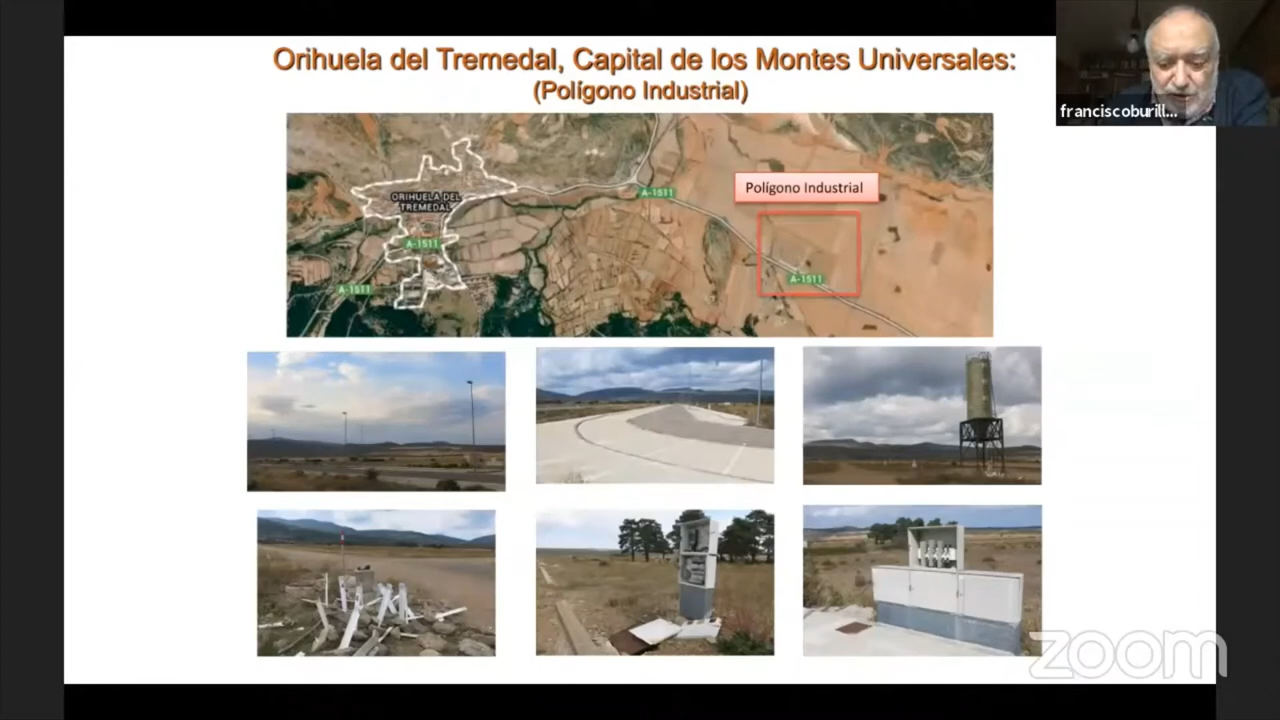 Orihuela del Tremedal, Capital de los Montes Universales:
(Polígono Industrial)
franciscoburill...
Polígono Industrial
A-1511
ORIHUELA DEL
TREMEDAL
A-1511
A-1511
A-1511
zoom